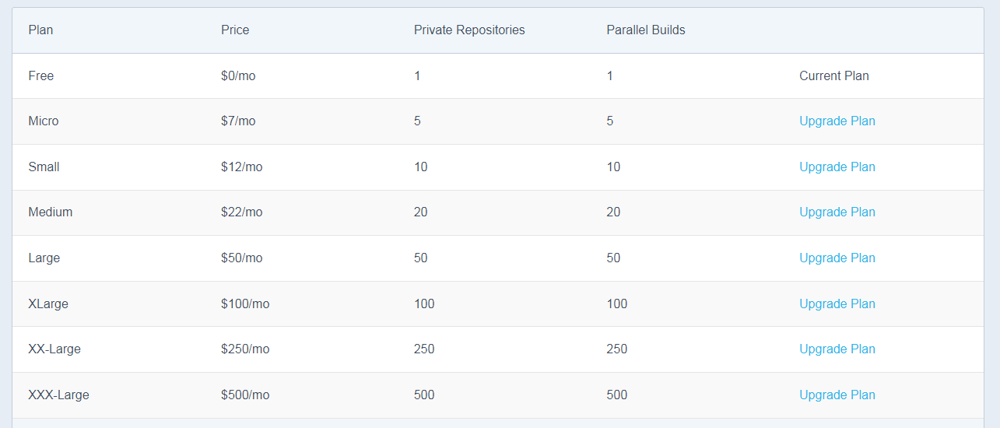 Plan Price Private Repositories Parallel Builds
Free $0/mo 1 1 Current Plan
Micro $7/mo 5 5 Upgrade Plan
Small $12/mo 10 10 Upgrade Plan
Medium $22/mo 20 20 Upgrade Plan
Large $50/mo 50 50 Upgrade Plan
XLarge $100/mo 100 100 Upgrade Plan
XX-Large $250/mo 250 250 Upgrade Plan
XXX-Large $500/mo 500 500 Upgrade Plan